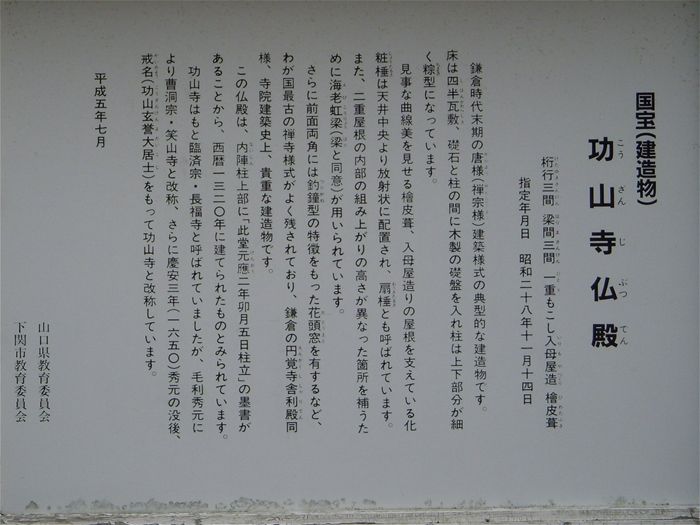 国宝(建造物)
功山寺仏殿
こうざんじぶつでん
桁行三間 梁間三間 一重もこし入母屋造 檜皮葺
指定年月日 昭和二十八年十一月十四日
鎌倉時代末期の唐様(禅宗様)建築様式の典型的な建造物です。
床は四半瓦敷、礎石と柱の間に木製の礎盤を入れ柱は上下部分が細
く粽型になっています。
見事な曲線美を見せる檜皮葺、入母屋造りの屋根を支えている化
粧棰は天井中央より放射状に配置され、扇棰とも呼ばれています。
また、二重屋根の内部の組み上がりの高さが異なった箇所を補うた
めに海老虹梁(梁と同意)が用いられています。
さらに前面両角には釣鐘型の特徴をもった花頭窓を有するなど、
わが国最古の禅寺様式がよく残されており、鎌倉の円覚寺舎利殿同
様、寺院建築史上、貴重な建造物です。
この仏殿は、内陣柱上部に「此堂元應二年卯月五日柱立」の墨書が
あることから、西暦一三二〇年に建てられたものとみられています。
功山寺はもと臨済宗・長福寺と呼ばれていましたが、毛利秀元に
より曹洞宗・笑山寺と改称、さらに慶安三年(一六五〇)秀元の没後、
戒名(功山玄誉大居士)をもって功山寺と改称しています。
平成五年七月
山口県教育委員会
下関市教育委員会